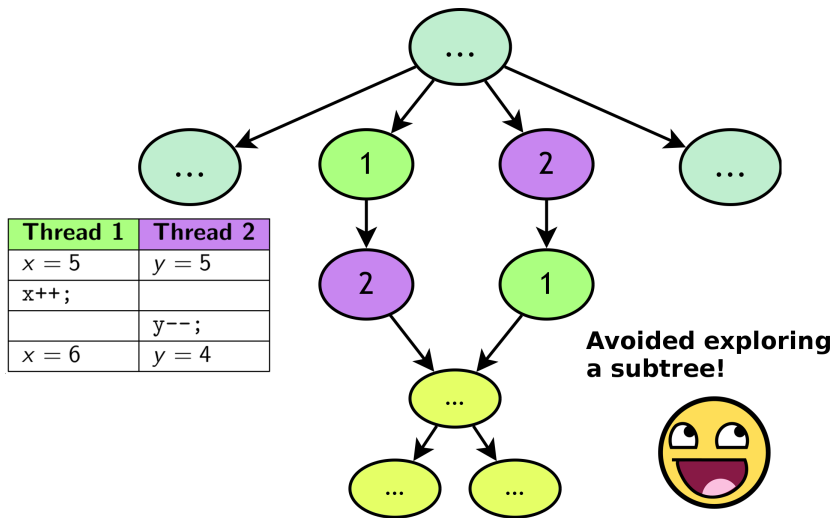 ...
... 1 2 ...
Thread 1 Thread 2
x = 5 y = 5
x++;
y--;
x = 6 y = 4
2 1
Avoided exploring
a subtree!
...
... ...